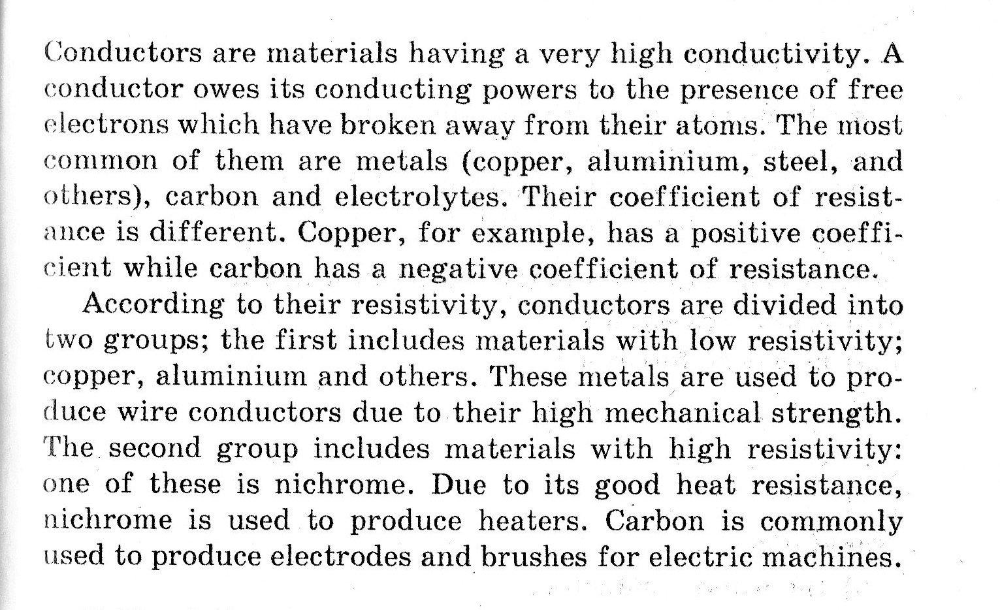 Conductors are materials having a very high conductivity. A
conductor owes its conducting powers to the presence of free
electrons which have broken away from their atoms. The most
common of them are metals (copper, aluminium, steel, and
others), carbon and electrolytes. Their coefficient of resist-
ance is different. Copper, for example, has a positive coeffi-
cient while carbon has a negative coefficient of resistance.
According to their resistivity, conductors are divided into
two groups; the first includes materials with low resistivity;
copper, aluminium and others. These metals are used to pro-
duce wire conductors due to their high mechanical strength.
The second group includes materials with high resistivity:
one of these is nichrome. Due to its good heat resistance,
nichrome is used to produce heaters. Carbon is commonly
used to produce electrodes and brushes for electric machines.